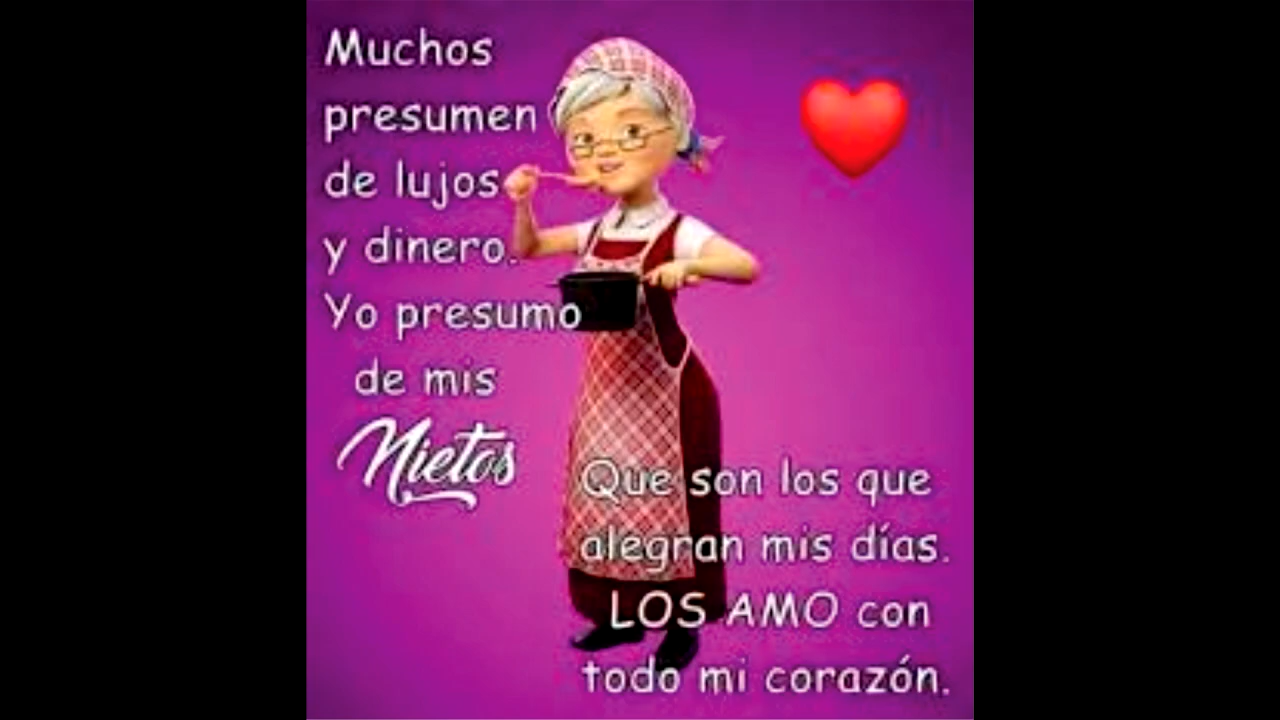 Muchos
presumen
de lujos
y dinero.
Yo presumo
de mis
Nietos
Que son los que
alegran mis días.
LOS AMO con
todo mi corazón.